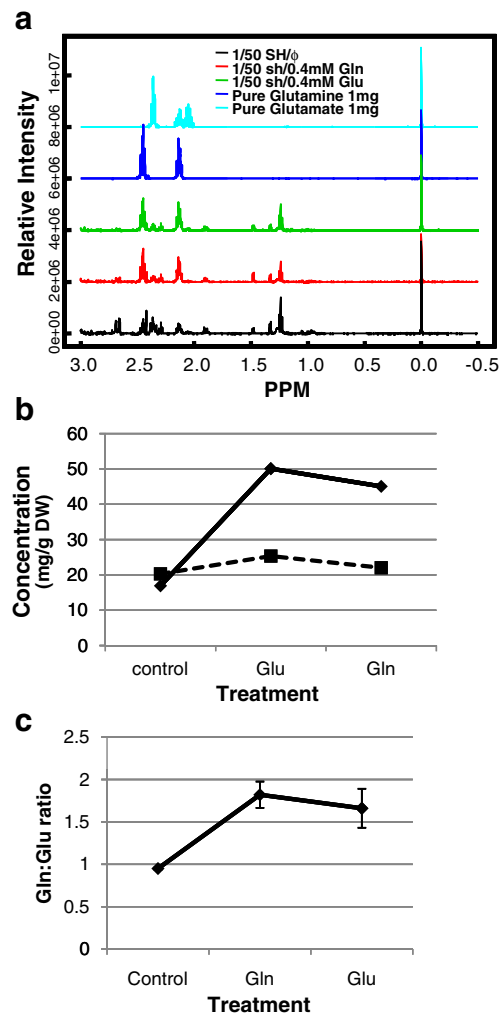 a
1/50 SH/ϕ
1/50 sh/0.4mM Gln
1/50 sh/0.4mM Glu
Pure Glutamine 1mg
Pure Glutamate 1mg
Relative Intensity
1e+07
8e+06
6e+06
4e+06
2e+06
0e+00
3.0 2.5 2.0 1.5 1.0 0.5 0.0 -0.5
PPM
b
Concentration
(mg/g DW)
60
50
40
30
20
10
0
control Glu Gln
Treatment
c
Gln:Glu ratio
2.5
2
1.5
1
0.5
0
Control Gln Glu
Treatment